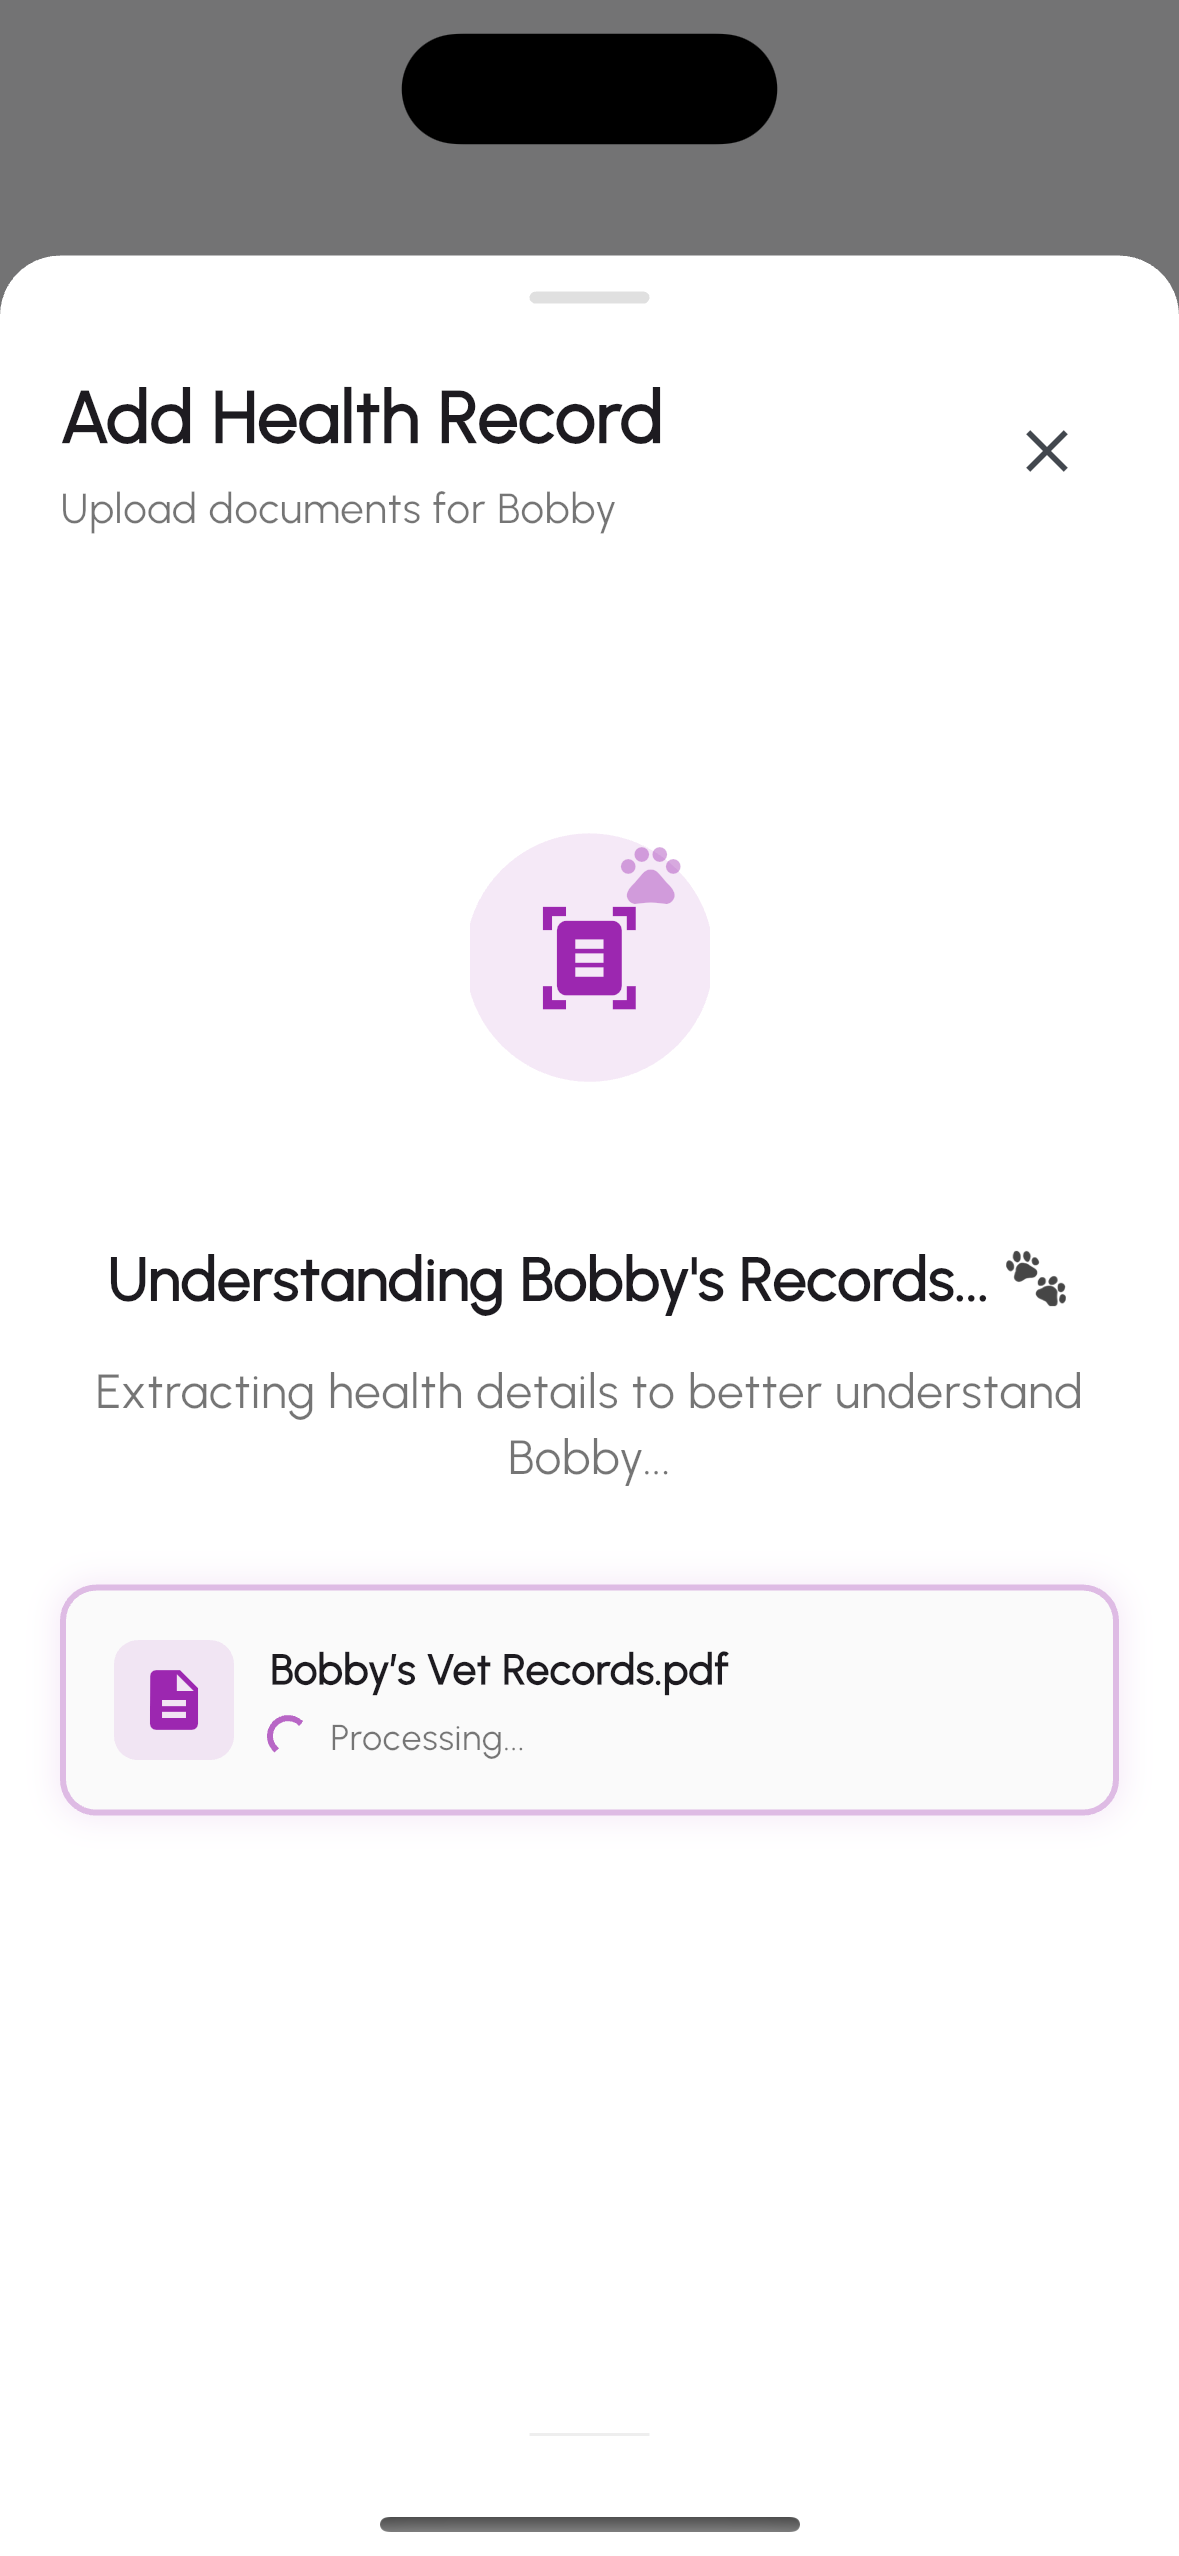 Add Health Record
Upload documents for Bobby
Understanding Bobby's Records... 🐾
Extracting health details to better understand
Bobby...
Bobby's Vet Records.pdf
Processing...